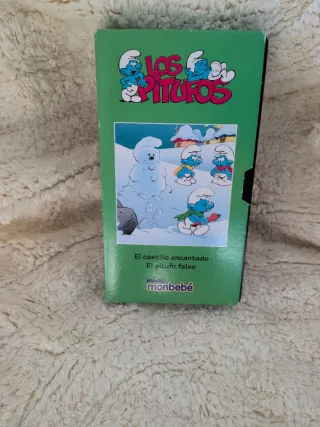 LOS
PITUFOS
El castillo encantado
El pitufo falso
monbebé